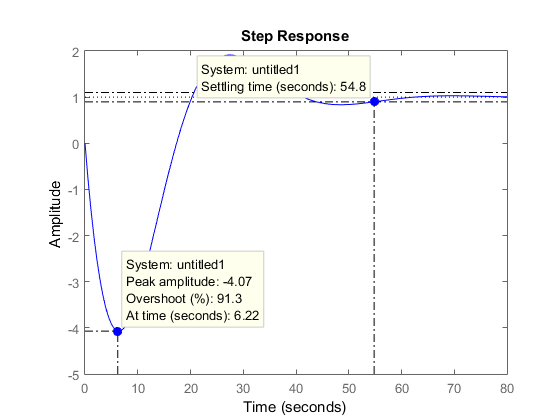 Step Response
2
1
0
-1
-2
-3
-4
-5
Amplitude
System: untitled1
Settling time (seconds): 54.8
System: untitled1
Peak amplitude: -4.07
Overshoot (%): 91.3
At time (seconds): 6.22
0 10 20 30 40 50 60 70 80
Time (seconds)